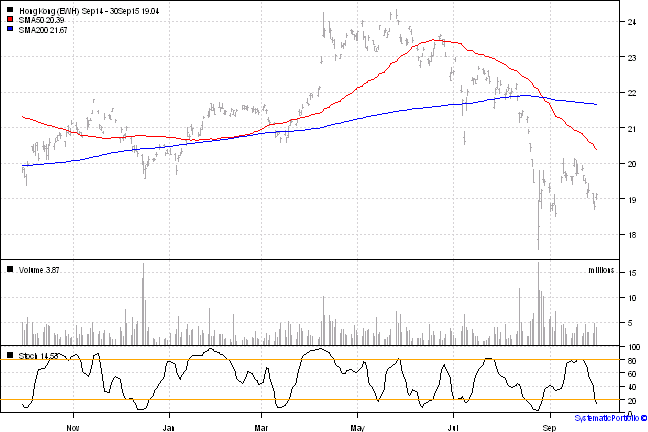 Hong Kong (EWH) Sep14 - 30Sep15 19.04
SMA50 20.39
SMA200 21.67
24
23
22
21
20
19
18
Volume 3.87
millions
15
10
5
Stoch 14.53
100
80
60
40
20
0
Nov Jan Mar May Jul Sep
SystematicPortfolio ©